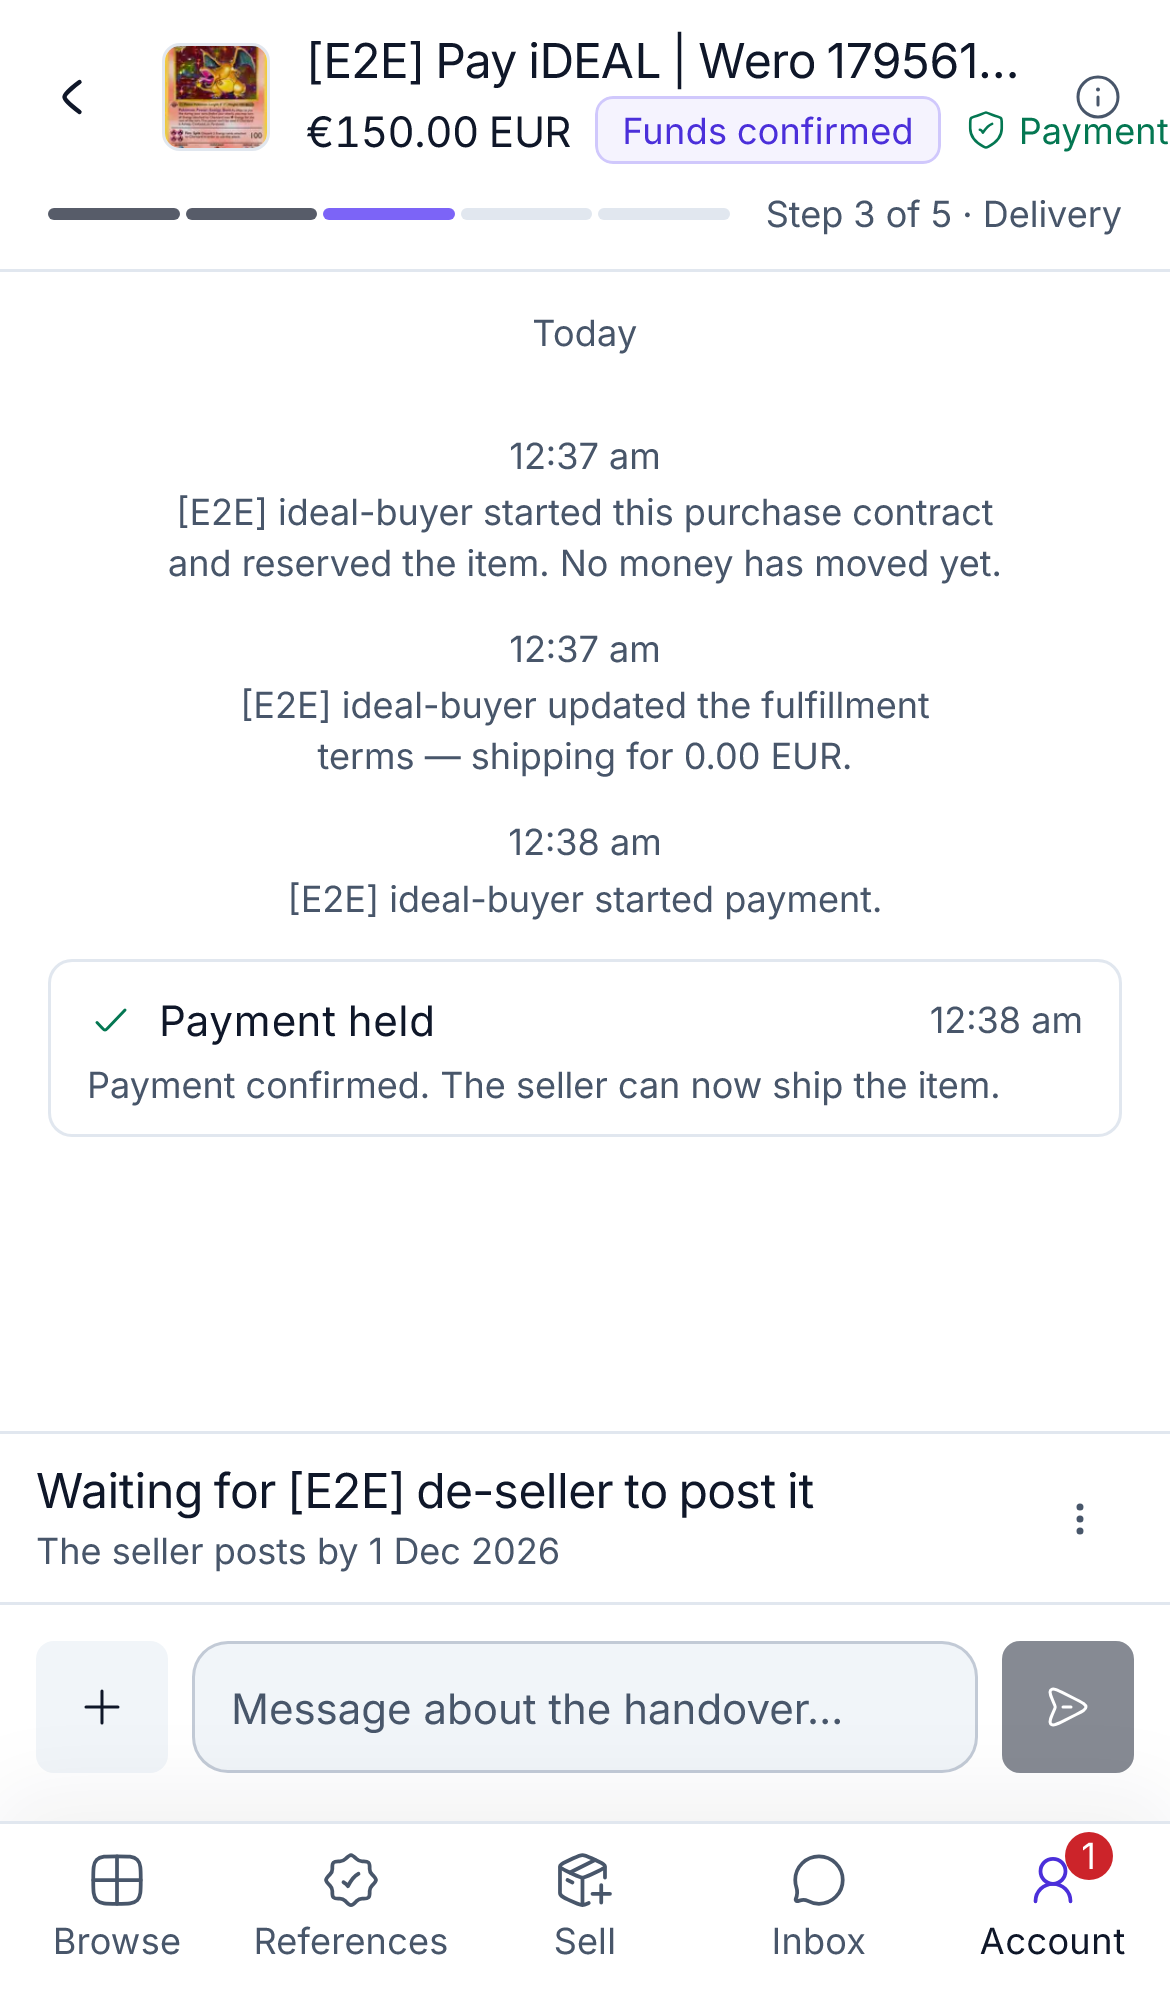 [E2E] Pay iDEAL | Wero 179561...
€150.00 EUR Funds confirmed Payment
Step 3 of 5 · Delivery
Today
12:37 am
[E2E] ideal-buyer started this purchase contract
and reserved the item. No money has moved yet.
12:37 am
[E2E] ideal-buyer updated the fulfillment
terms — shipping for 0.00 EUR.
12:38 am
[E2E] ideal-buyer started payment.
Payment held 12:38 am
Payment confirmed. The seller can now ship the item.
Waiting for [E2E] de-seller to post it
The seller posts by 1 Dec 2026
Message about the handover...
1
Browse References Sell Inbox Account